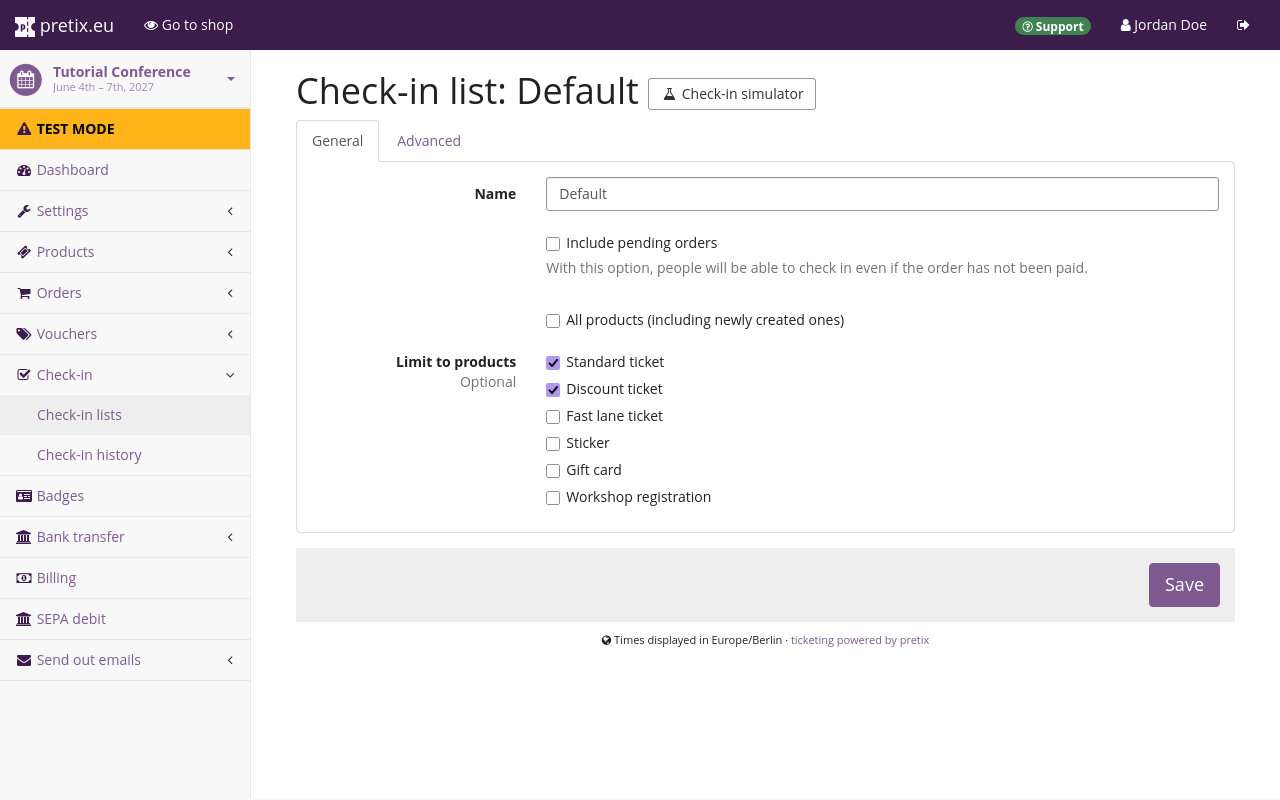 pretix.eu
Go to shop
Support
Jordan Doe
Tutorial Conference
June 4th – 7th, 2027
TEST MODE
Dashboard
Settings
Products
Orders
Vouchers
Check-in
Check-in lists
Check-in history
Badges
Bank transfer
Billing
SEPA debit
Send out emails
Check-in list: Default
Check-in simulator
General
Advanced
Name
Default
Include pending orders
With this option, people will be able to check in even if the order has not been paid.
All products (including newly created ones)
Limit to products
Optional
Standard ticket
Discount ticket
Fast lane ticket
Sticker
Gift card
Workshop registration
Save
Times displayed in Europe/Berlin · ticketing powered by pretix